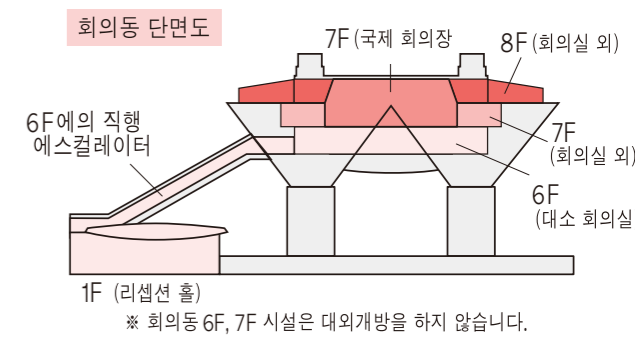 회의동 단면도
7F (국제 회의장
8F (회의실 외)
6F에의 직행
에스컬레이터
7F
(회의실 외)
6F
(대소 회의실
1F (리셉션 홀)
※ 회의동 6F, 7F 시설은 대외개방을 하지 않습니다.